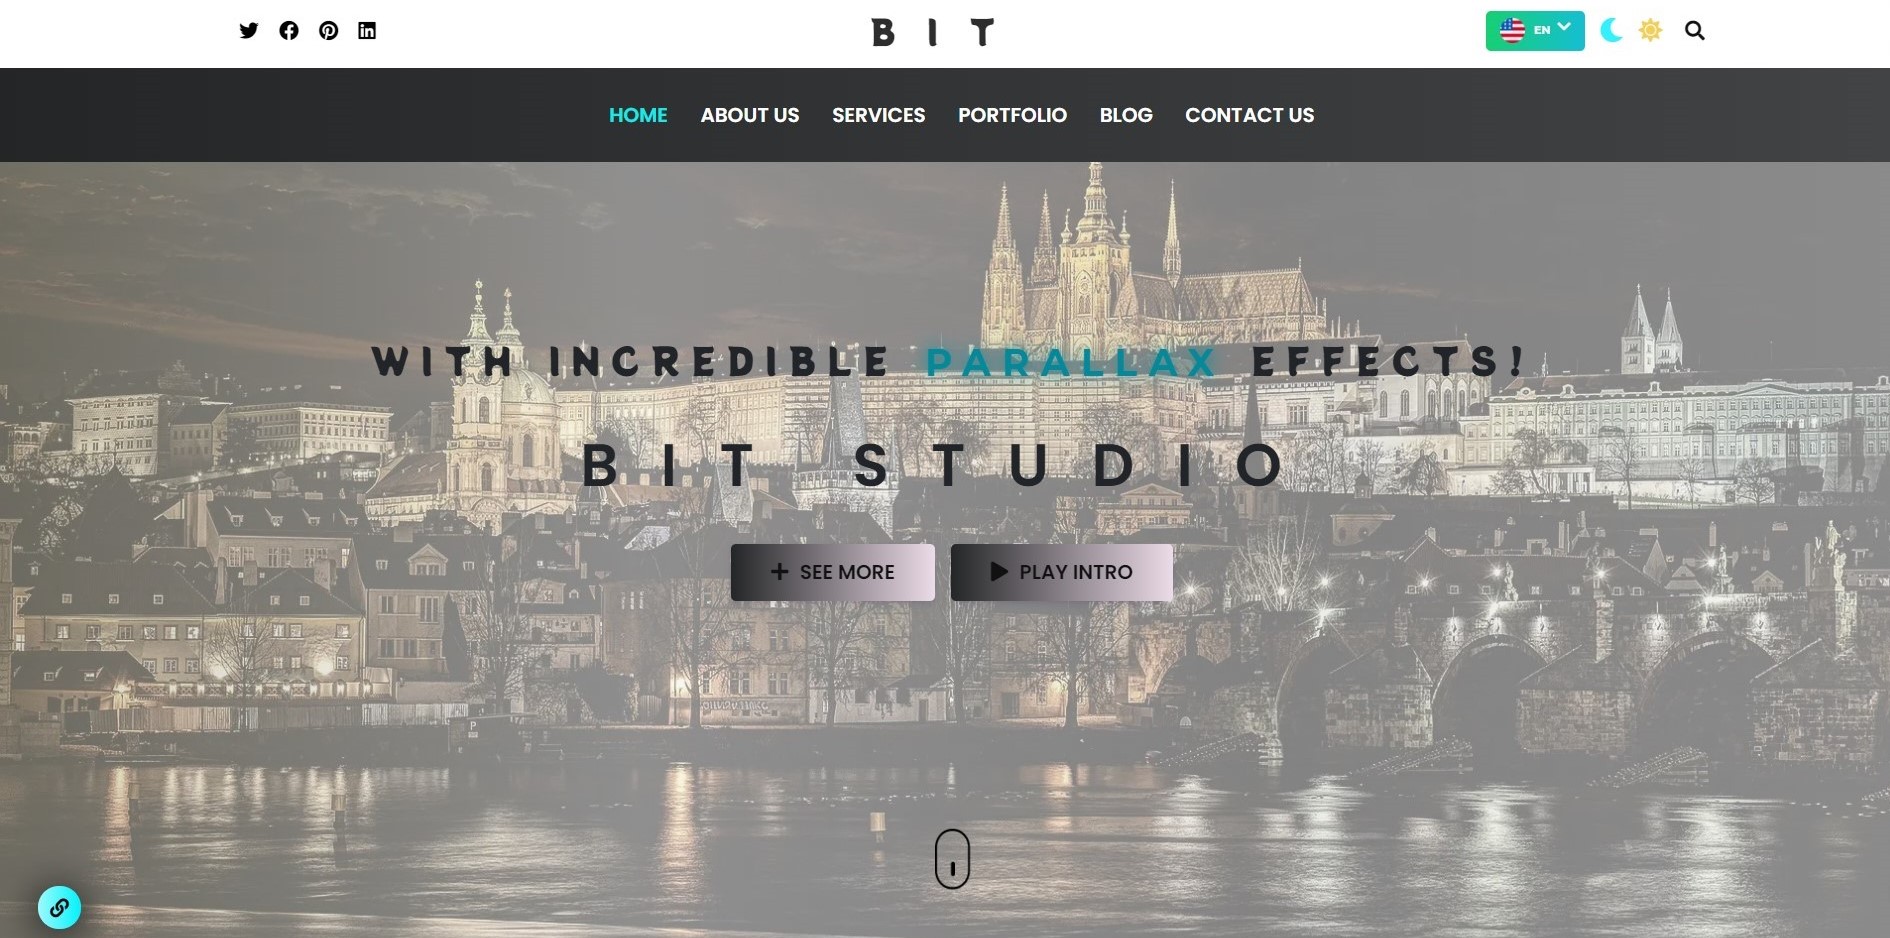 BIT
EN
HOME ABOUT US SERVICES PORTFOLIO BLOG CONTACT US
WITH INCREDIBLE PARALLAX EFFECTS!
BIT STUDIO
SEE MORE PLAY INTRO
P